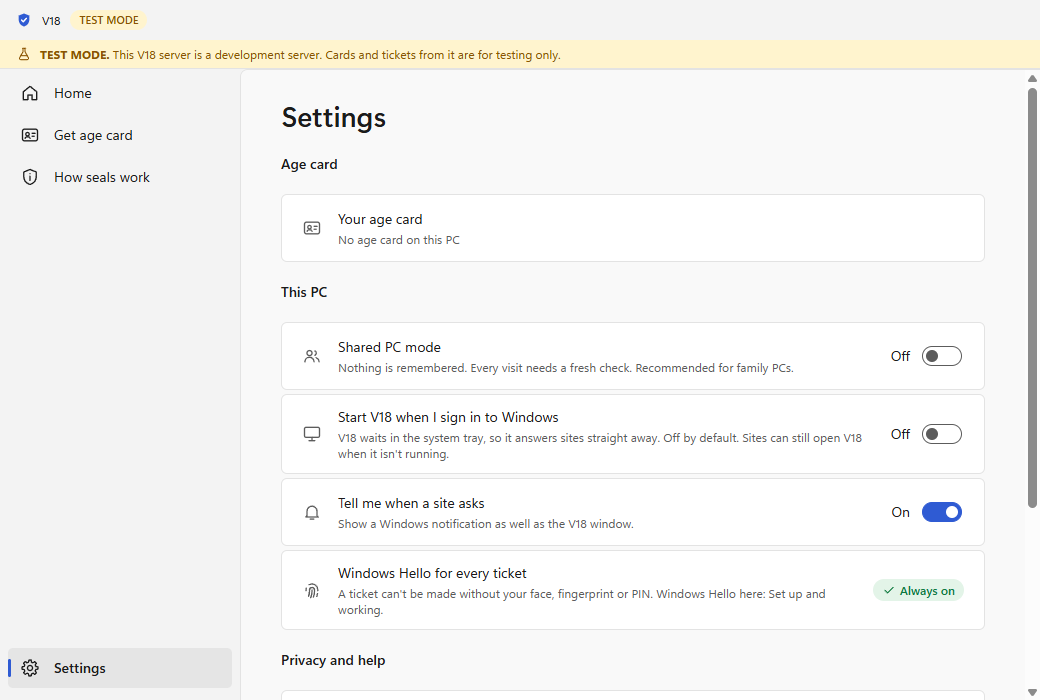 V18 TEST MODE
TEST MODE. This V18 server is a development server. Cards and tickets from it are for testing only.
Home
Get age card
How seals work
Settings
Settings
Age card
Your age card
No age card on this PC
This PC
Shared PC mode
Nothing is remembered. Every visit needs a fresh check. Recommended for family PCs.
Off
Start V18 when I sign in to Windows
V18 waits in the system tray, so it answers sites straight away. Off by default. Sites can still open V18
when it isn't running.
Off
Tell me when a site asks
Show a Windows notification as well as the V18 window.
On
Windows Hello for every ticket
A ticket can't be made without your face, fingerprint or PIN. Windows Hello here: Set up and
working.
Always on
Privacy and help